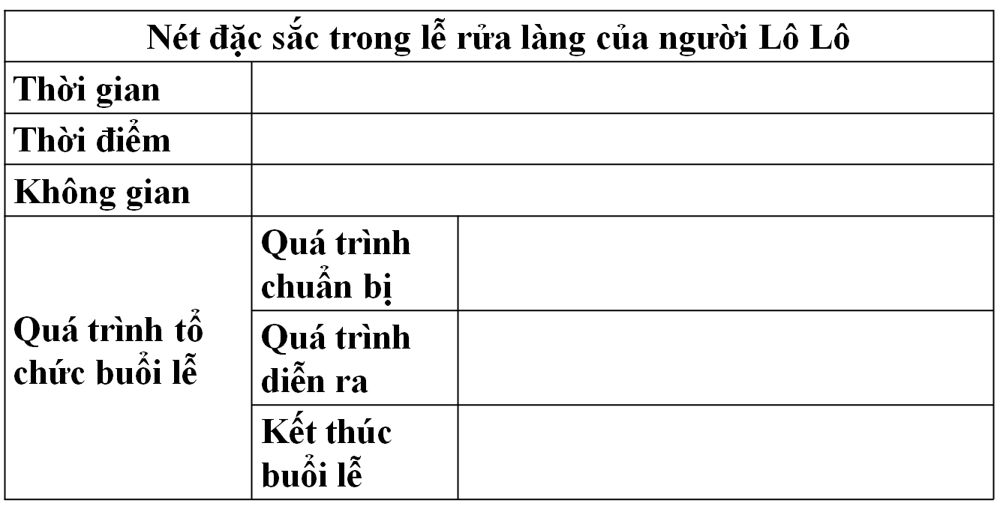 Nét đặc sắc trong lễ rửa làng của người Lô Lô
Thời gian
Thời điểm
Không gian
Quá trình tổ
chức buổi lễ
Quá trình
chuẩn bị
Quá trình
diễn ra
Kết thúc
buổi lễ